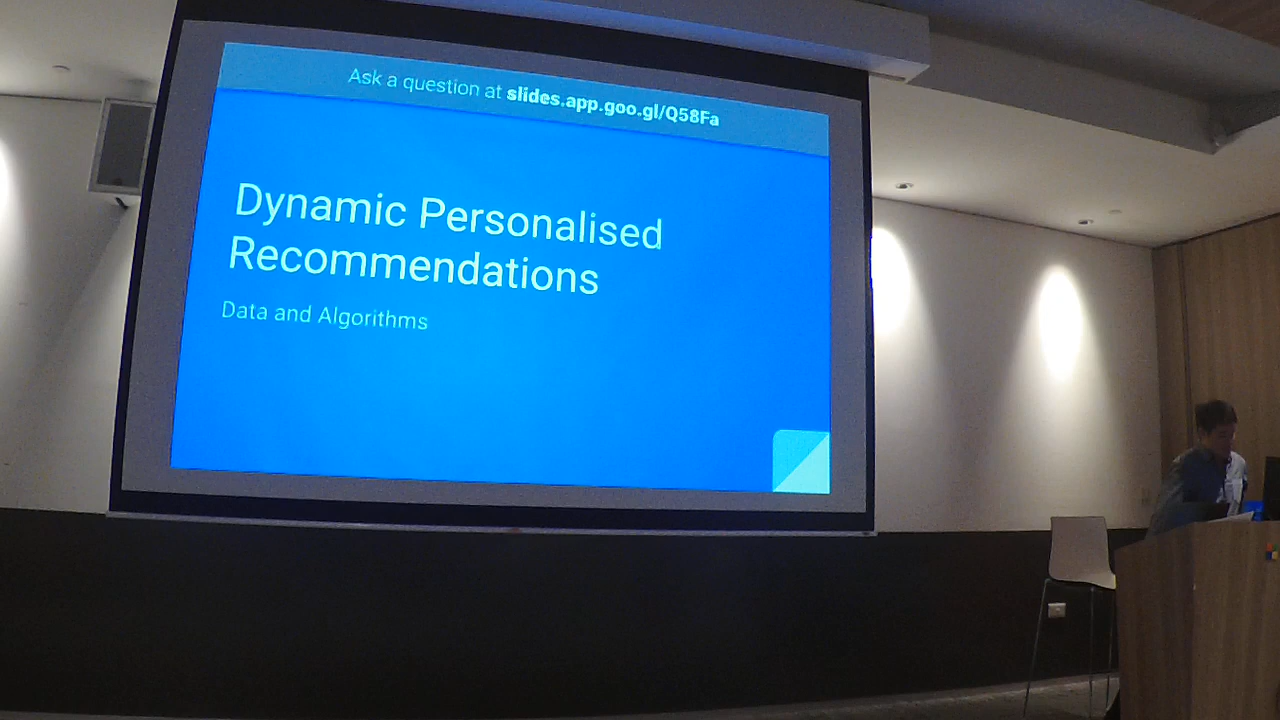 Ask a question at slides.app.goo.gl/Q58Fa
Dynamic Personalised
Recommendations
Data and Algorithms